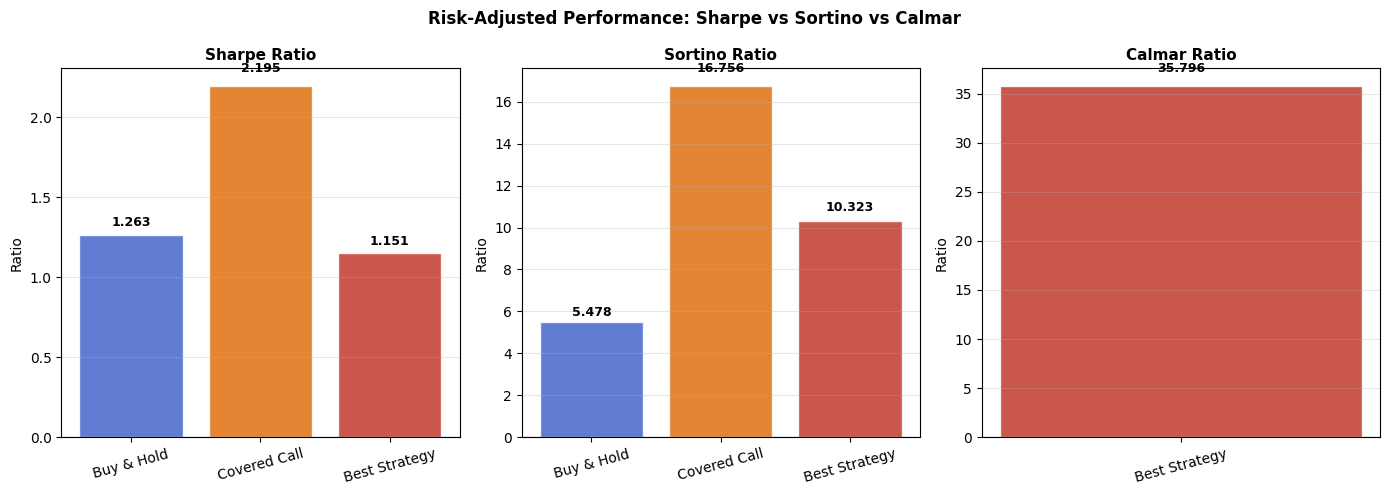 Risk-Adjusted Performance: Sharpe vs Sortino vs Calmar
Sharpe Ratio
Ratio
2.0
1.5
1.0
0.5
0.0
1.263
2.195
1.151
Buy & Hold
Covered Call
Best Strategy
Sortino Ratio
Ratio
16
14
12
10
8
6
4
2
0
5.478
16.756
10.323
Buy & Hold
Covered Call
Best Strategy
Calmar Ratio
Ratio
35
30
25
20
15
10
5
0
35.796
Best Strategy